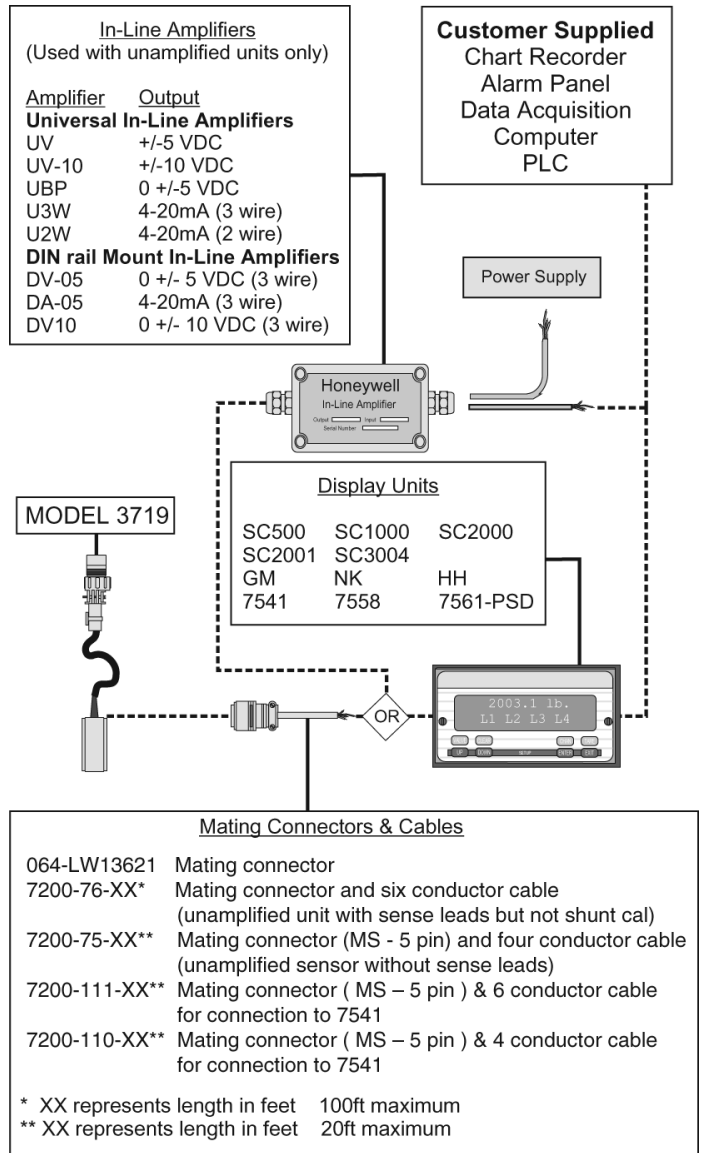 In-Line Amplifiers
(Used with unamplified units only)
Amplifier Output
Universal In-Line Amplifiers
UV +/-5 VDC
UV-10 +/-10 VDC
UBP 0 +/-5 VDC
U3W 4-20mA (3 wire)
U2W 4-20mA (2 wire)
DIN rail Mount In-Line Amplifiers
DV-05 0 +/- 5 VDC (3 wire)
DA-05 4-20mA (3 wire)
DV10 0 +/- 10 VDC (3 wire)
Customer Supplied
Chart Recorder
Alarm Panel
Data Acquisition
Computer
PLC
Power Supply
Honeywell
In-Line Amplifier
Output Input
Serial Number
Display Units
SC500 SC1000 SC2000
SC2001 SC3004
GM NK HH
7541 7558 7561-PSD
MODEL 3719
OR
2003.1 lb.
L1 L2 L3 L4
UP DOWN SETUP ENTER EXIT
Mating Connectors & Cables
064-LW13621 Mating connector
7200-76-XX* Mating connector and six conductor cable
(unamplified unit with sense leads but not shunt cal)
7200-75-XX** Mating connector (MS - 5 pin) and four conductor cable
(unamplified sensor without sense leads)
7200-111-XX** Mating connector ( MS – 5 pin ) & 6 conductor cable
for connection to 7541
7200-110-XX** Mating connector ( MS – 5 pin ) & 4 conductor cable
for connection to 7541
* XX represents length in feet 100ft maximum
** XX represents length in feet 20ft maximum